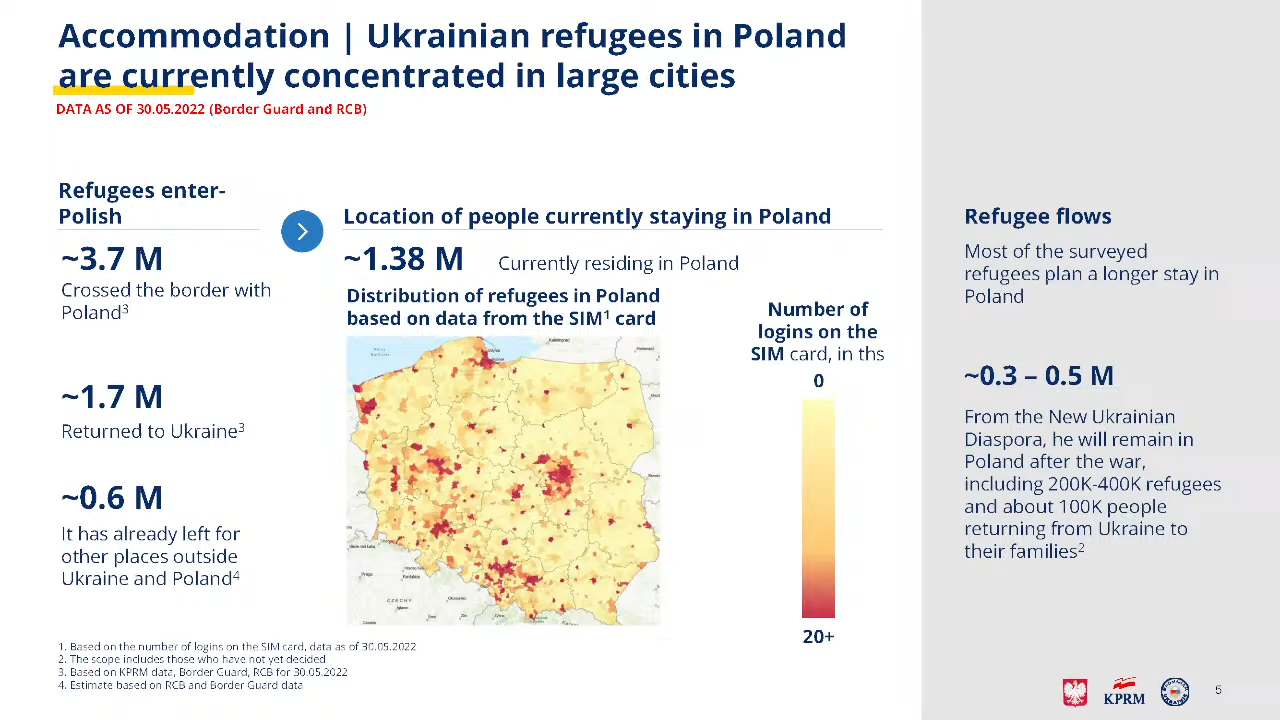 Accommodation | Ukrainian refugees in Poland
are currently concentrated in large cities
DATA AS OF 30.05.2022 (Border Guard and RCB)
Refugees enter-
Polish
~3.7 M
Crossed the border with
Poland3
~1.7 M
Returned to Ukraine3
~0.6 M
It has already left for
other places outside
Ukraine and Poland4
Location of people currently staying in Poland
~1.38 M Currently residing in Poland
Distribution of refugees in Poland
based on data from the SIM1 card
CZECHY
Number of
logins on the
SIM card, in ths
0
20+
Refugee flows
Most of the surveyed
refugees plan a longer stay in
Poland
~0.3 – 0.5 M
From the New Ukrainian
Diaspora, he will remain in
Poland after the war,
including 200K-400K refugees
and about 100K people
returning from Ukraine to
their families2
1. Based on the number of logins on the SIM card, data as of 30.05.2022
2. The scope includes those who have not yet decided
3. Based on KPRM data, Border Guard, RCB for 30.05.2022
4. Estimate based on RCB and Border Guard data
KPRM
5